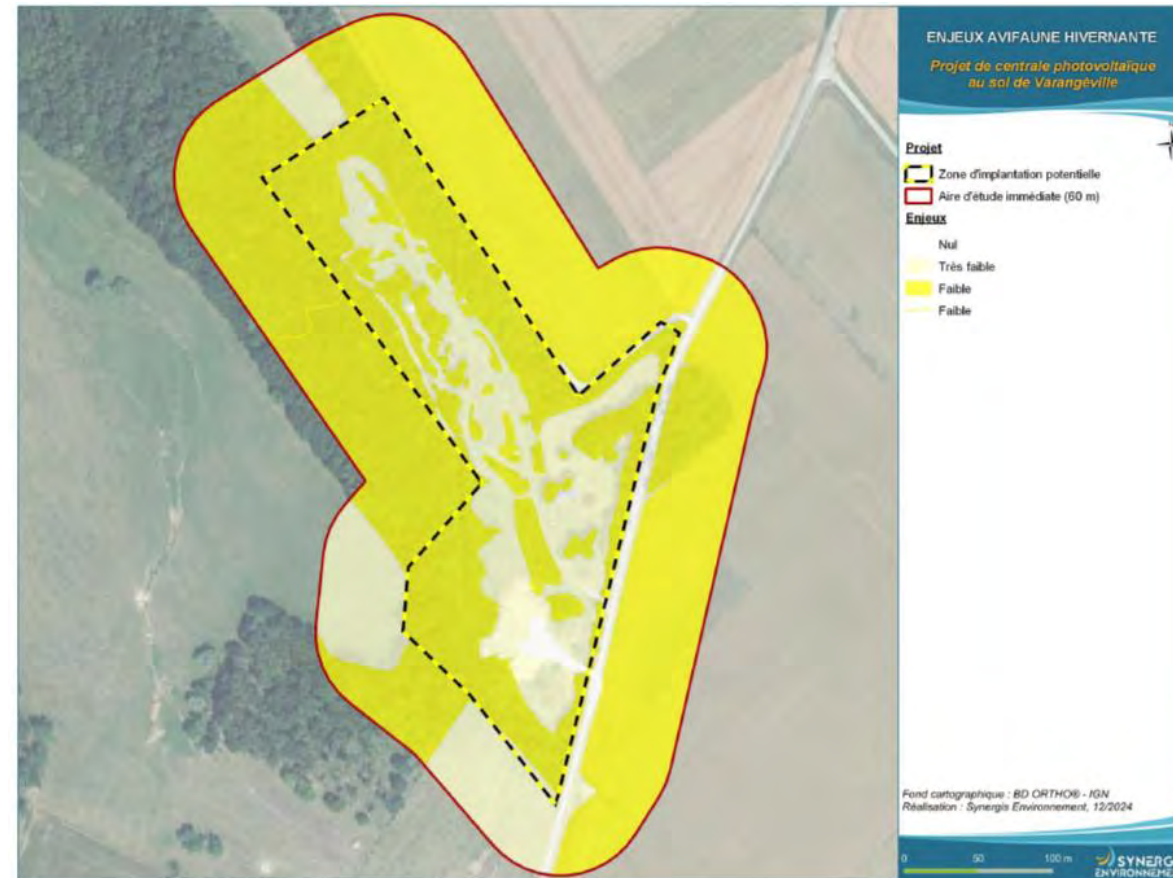 ENJEUX AVIFAUNE HIVERNANTE
Projet de centrale photovoltaïque
au sol de Varangéville
Projet
Zone d'implantation potentielle
Aire d'étude immédiate (60 m)
Enjeux
Nul
Très faible
Faible
Faible
Fond cartographique : BD ORTHO® - IGN
Réalisation : Synergis Environnement, 12/2024
0 50 100 m
SYNERG
ENVIRONNEME